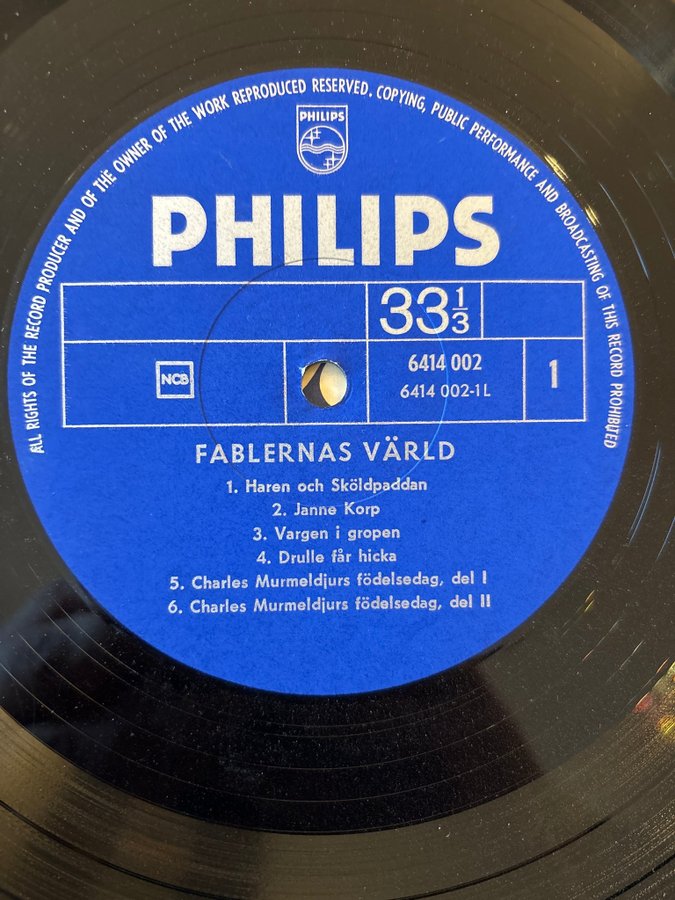 ALL RIGHTS OF THE RECORD PRODUCER AND OF THE OWNER OF THE WORK REPRODUCED RESERVED. COPYING, PUBLIC PERFORMANCE AND BROADCASTING OF THIS RECORD PROHIBITED
PHILIPS
PHILIPS
33 1/3
NCB
6414 002
6414 002-1L
1
FABLERNAS VÄRLD
1. Haren och Sköldpaddan
2. Janne Korp
3. Vargen i gropen
4. Drulle får hicka
5. Charles Murmeldjurs födelsedag, del I
6. Charles Murmeldjurs födelsedag, del II